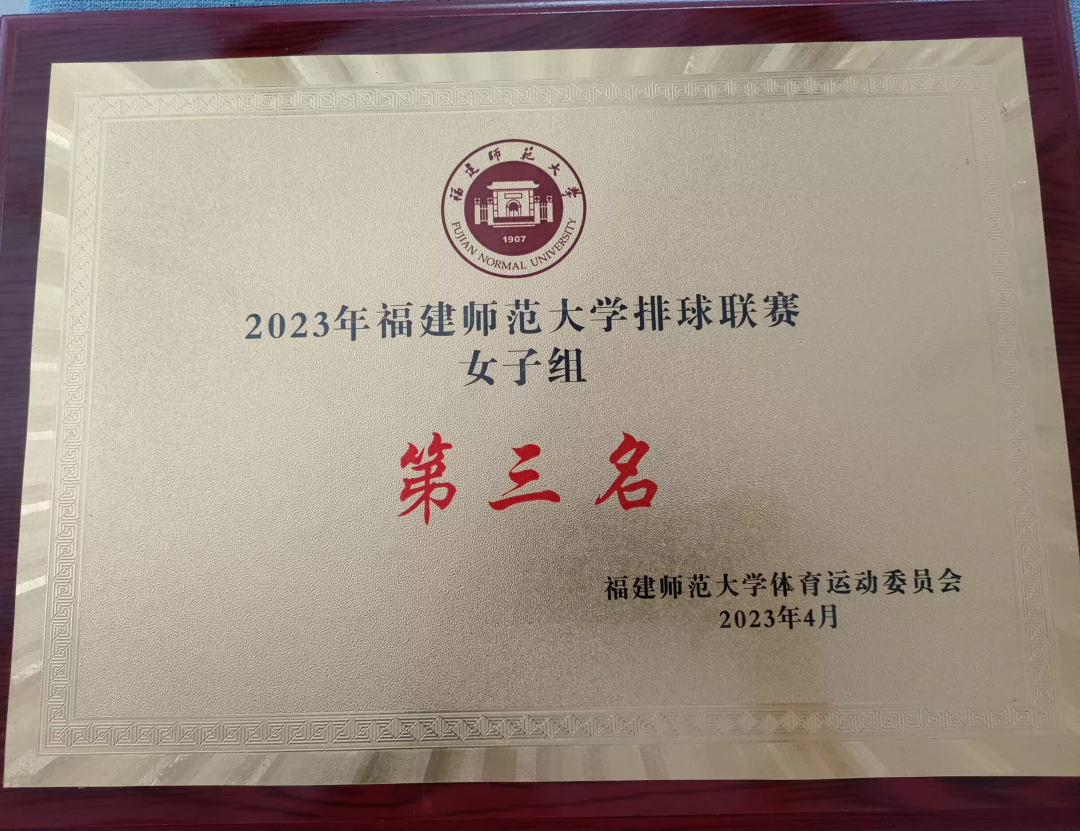 福建师范大学
1907
FUJIAN NORMAL UNIVERSITY
2023年福建师范大学排球联赛
女子组
第三名
福建师范大学体育运动委员会
2023年4月